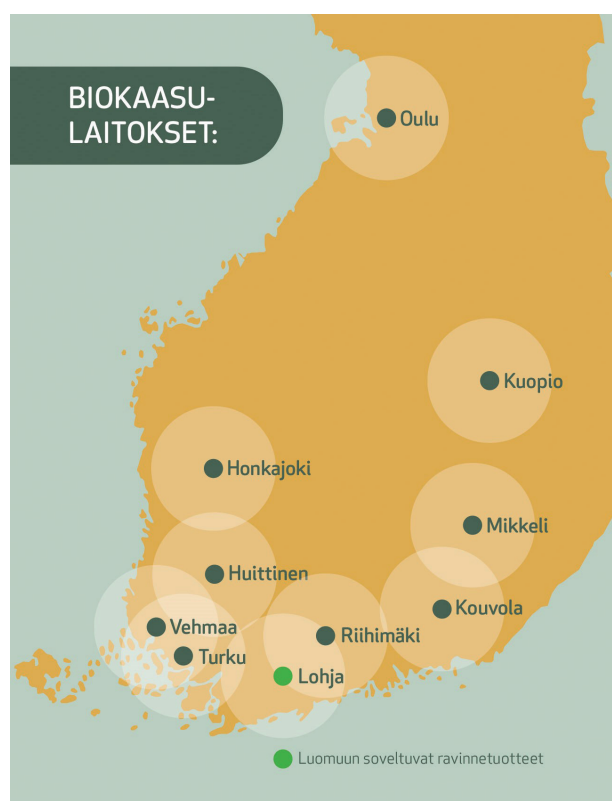 BIOKAASU-
LAITOKSET:
Oulu
Kuopio
Honkajoki
Mikkeli
Huittinen
Kouvola
Vehmaa
Riihimäki
Turku
Lohja
Luomuun soveltuvat ravinnetuotteet